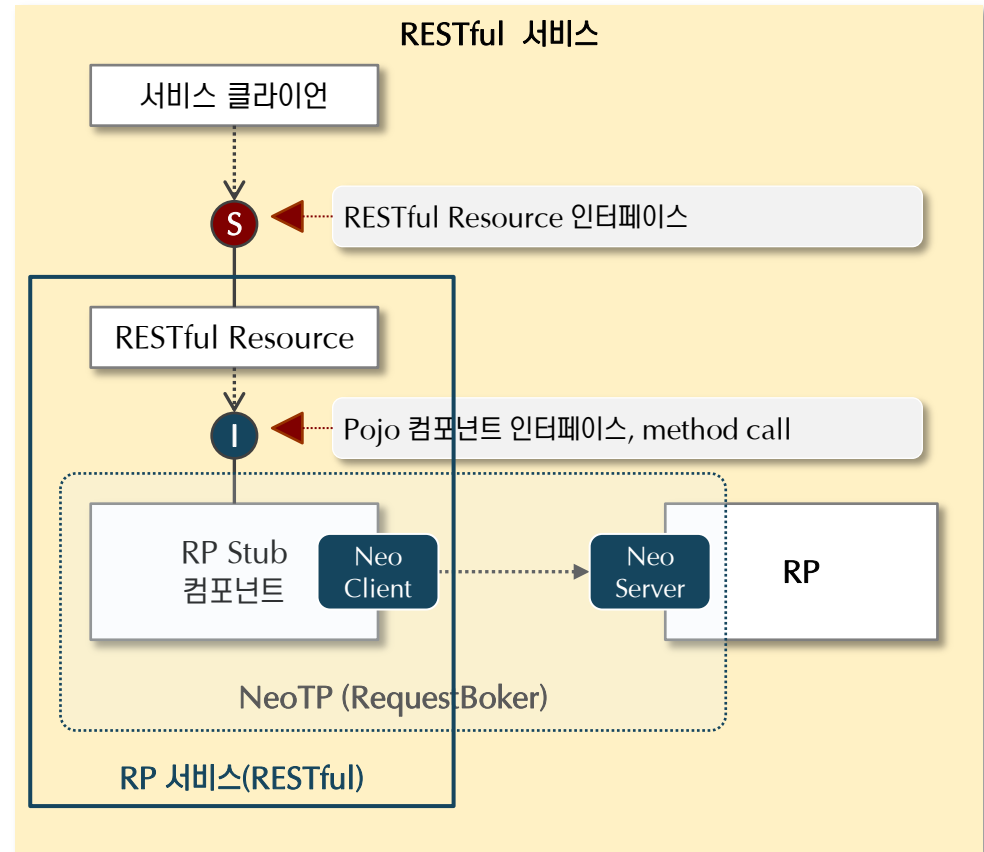 RESTful 서비스
서비스 클라이언
S
RESTful Resource 인터페이스
RESTful Resource
I
Pojo 컴포넌트 인터페이스, method call
RP Stub
컴포넌트
Neo
Client
Neo
Server
RP
NeoTP (RequestBoker)
RP 서비스(RESTful)